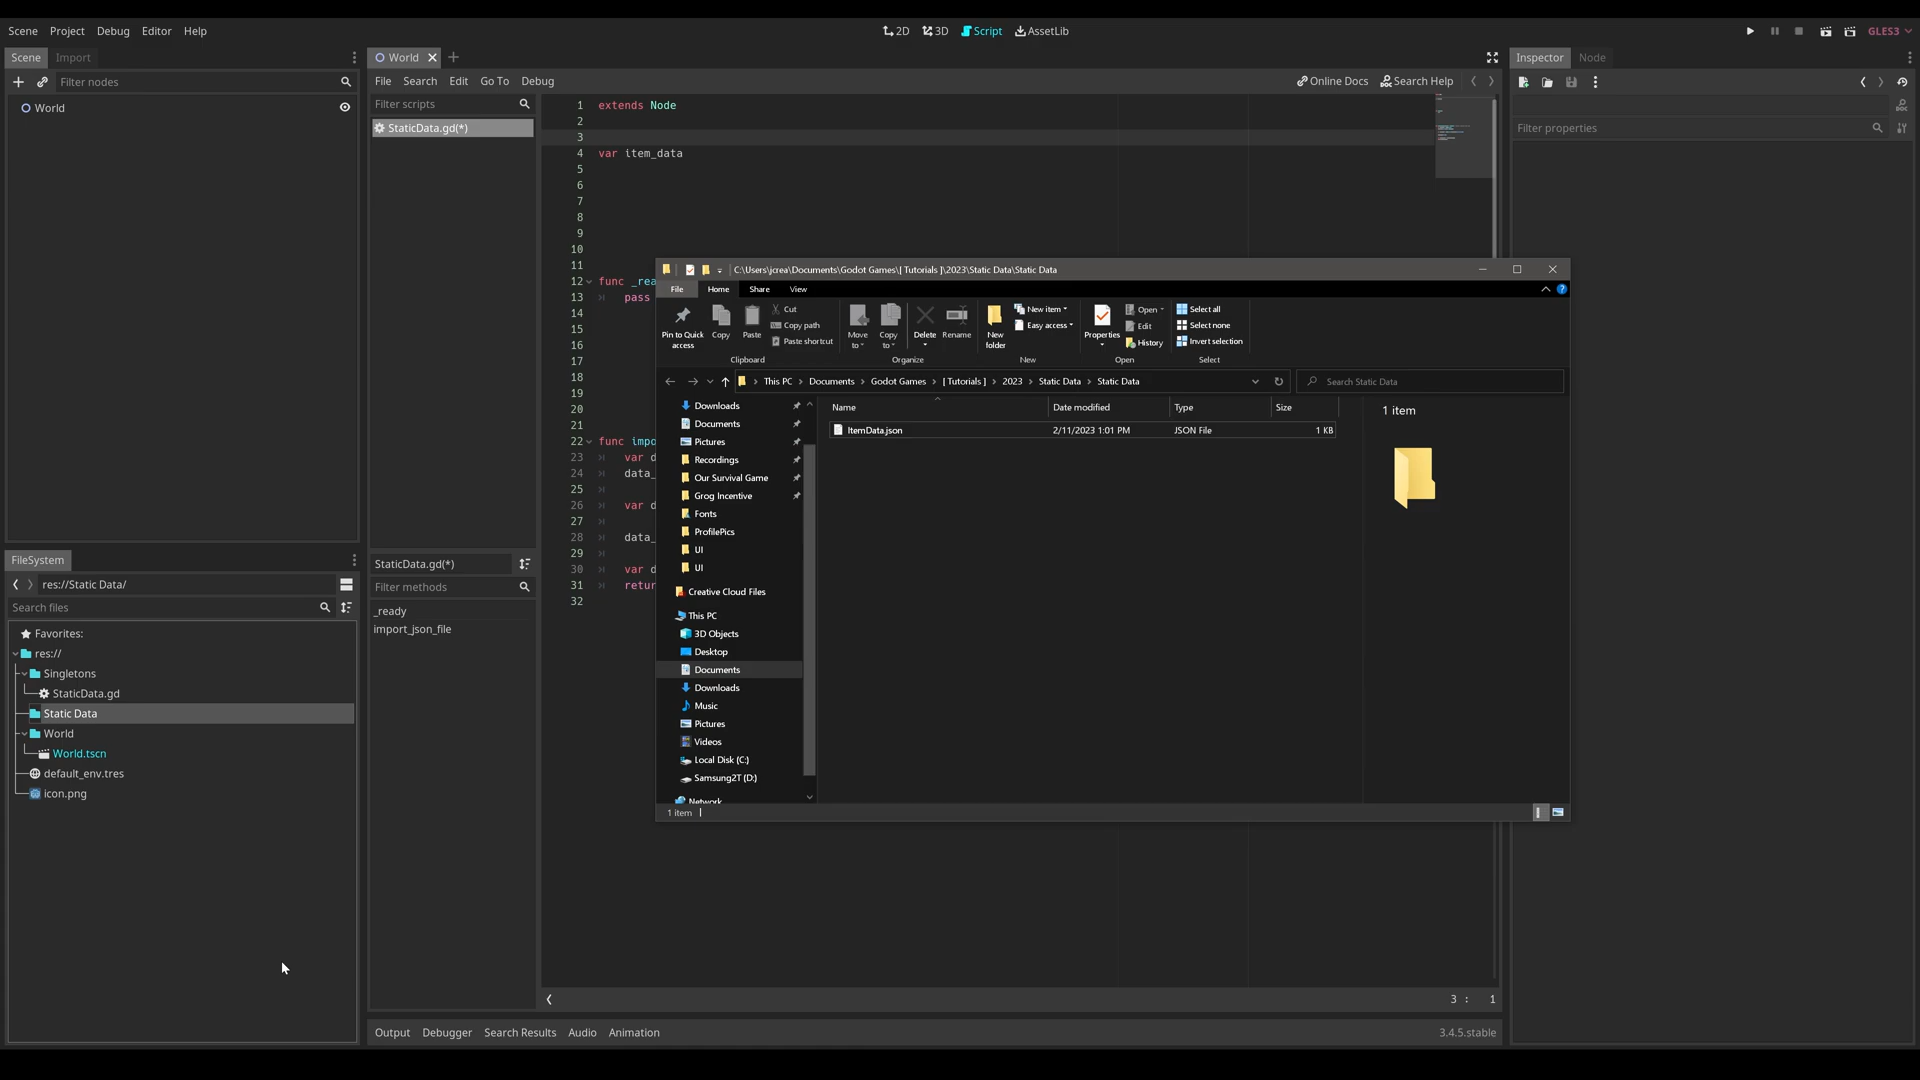 Scene Project Debug Editor Help
2D 3D Script AssetLib
GLES3
Scene Import
Filter nodes
World
FileSystem
res://Static Data/
Search files
Favorites:
res://
Singletons
StaticData.gd
Static Data
World
World.tscn
default_env.tres
icon.png
World
File Search Edit Go To Debug
Online Docs Search Help
Filter scripts
StaticData.gd(*)
StaticData.gd(*)
Filter methods
_ready
import_json_file
1 extends Node
2
3
4 var item_data
5
6
7
8
9
10
11
12 func _rea
13 pass
14
15
16
17
18
19
20
21
22 func impo
23 var d
24 data_
25
26 var d
27
28 data_
29
30 var d
31 retur
32
3 : 1
Output Debugger Search Results Audio Animation
3.4.5.stable
Inspector Node
Filter properties
C:\Users\jcrea\Documents\Godot Games\[ Tutorials ]\2023\Static Data\Static Data
File Home Share View
Pin to Quick access
Copy
Paste
Cut
Copy path
Paste shortcut
Clipboard
Move to
Copy to
Delete
Rename
Organize
New folder
New item
Easy access
New
Properties
Open
Edit
History
Open
Select all
Select none
Invert selection
Select
This PC Documents Godot Games [ Tutorials ] 2023 Static Data Static Data
Search Static Data
Downloads
Documents
Pictures
Recordings
Our Survival Game
Grog Incentive
Fonts
ProfilePics
UI
UI
Creative Cloud Files
This PC
3D Objects
Desktop
Documents
Downloads
Music
Pictures
Videos
Local Disk (C:)
Samsung2T (D:)
Network
Name Date modified Type Size
ItemData.json 2/11/2023 1:01 PM JSON File 1 KB
1 item
1 item